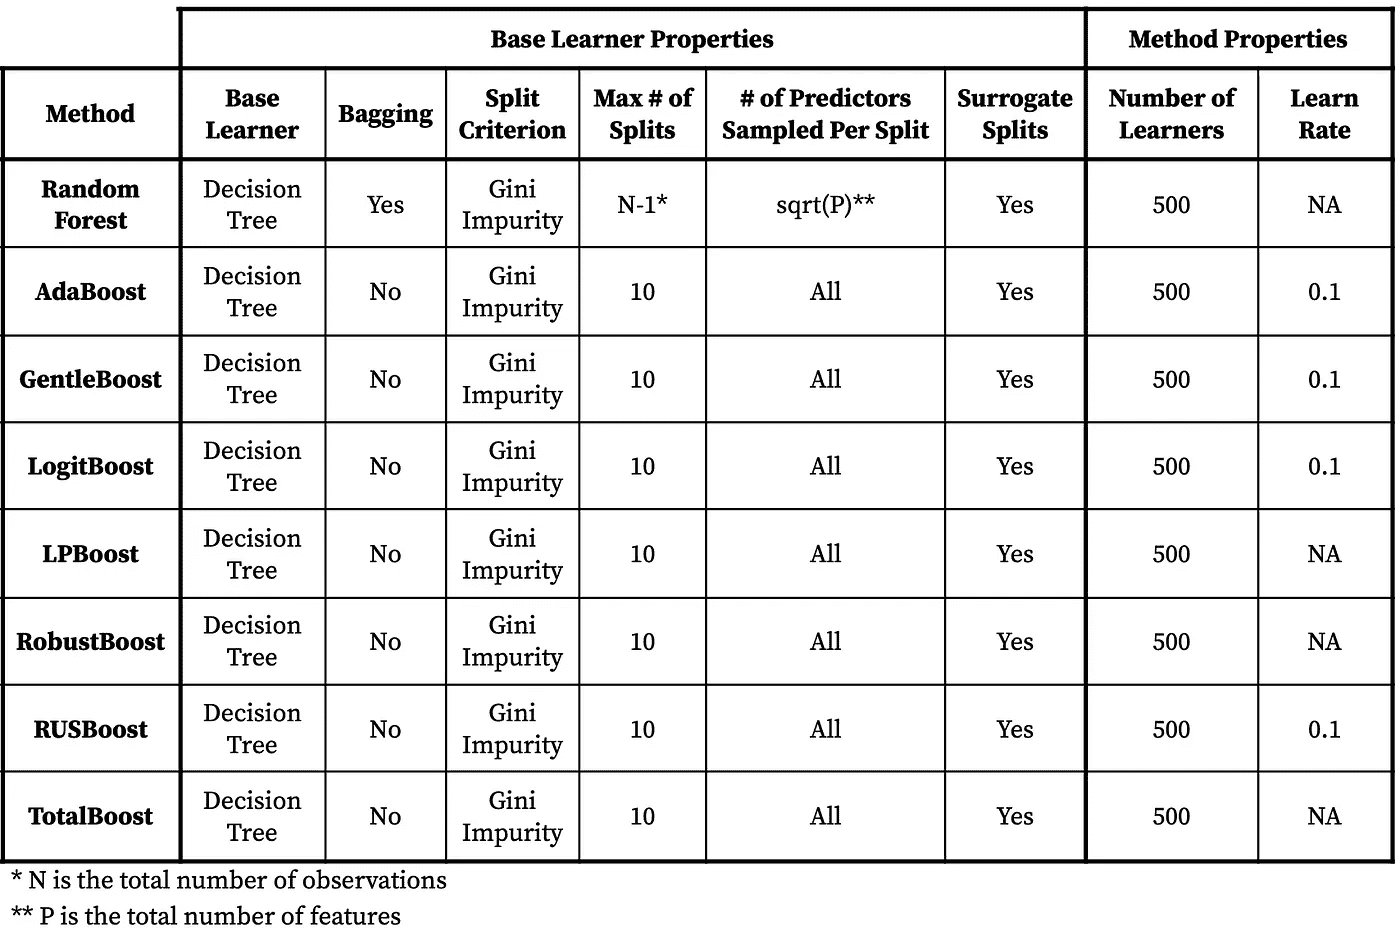 Base Learner Properties Method Properties
Method Base Learner Bagging Split Criterion Max # of Splits # of Predictors Sampled Per Split Surrogate Splits Number of Learners Learn Rate
Random Forest Decision Tree Yes Gini Impurity N-1* sqrt(P)** Yes 500 NA
AdaBoost Decision Tree No Gini Impurity 10 All Yes 500 0.1
GentleBoost Decision Tree No Gini Impurity 10 All Yes 500 0.1
LogitBoost Decision Tree No Gini Impurity 10 All Yes 500 0.1
LPBoost Decision Tree No Gini Impurity 10 All Yes 500 NA
RobustBoost Decision Tree No Gini Impurity 10 All Yes 500 NA
RUSBoost Decision Tree No Gini Impurity 10 All Yes 500 0.1
TotalBoost Decision Tree No Gini Impurity 10 All Yes 500 NA
* N is the total number of observations
** P is the total number of features